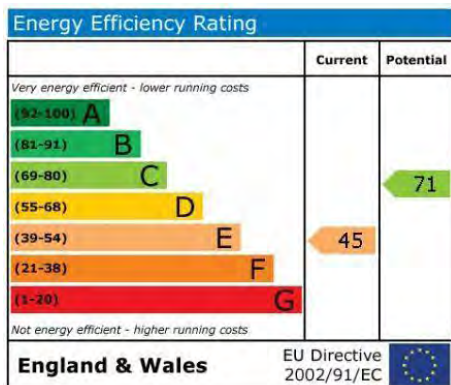 Energy Efficiency Rating
Current Potential
Very energy efficient - lower running costs
(92-100) A
(81-91) B
(69-80) C
71
(55-68) D
(39-54) E
45
(21-38) F
(1-20) G
Not energy efficient - higher running costs
England & Wales
EU Directive
2002/91/EC